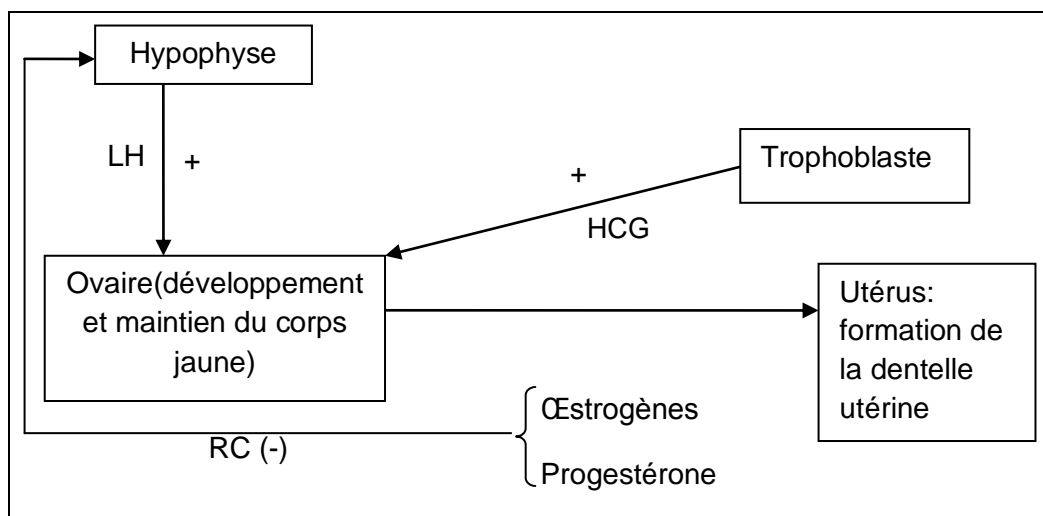 Hypophyse
LH
+
Trophoblaste
+
HCG
Ovaire(développement
et maintien du corps
jaune)
Utérus:
formation de
la dentelle
utérine
Œstrogènes
RC (-)
Progestérone